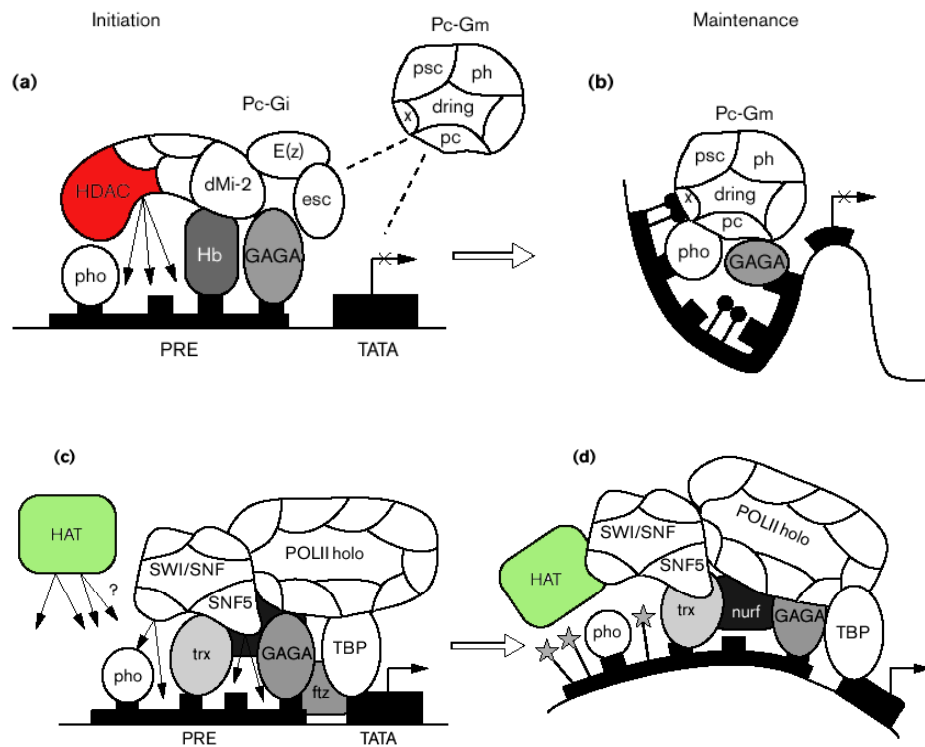 Initiation
Maintenance
(a)
Pc-Gi
Pc-Gm
psc
ph
x
dring
pc
E(z)
HDAC
dMi-2
esc
pho
Hb
GAGA
PRE
TATA
(b)
Pc-Gm
psc
ph
x
dring
pc
pho
GAGA
(c)
HAT
?
SWI/SNF
SNF5
POLII holo
pho
trx
GAGA
TBP
ftz
PRE
TATA
(d)
HAT
SWI/SNF
SNF5
POLII holo
pho
trx
nurf
GAGA
TBP